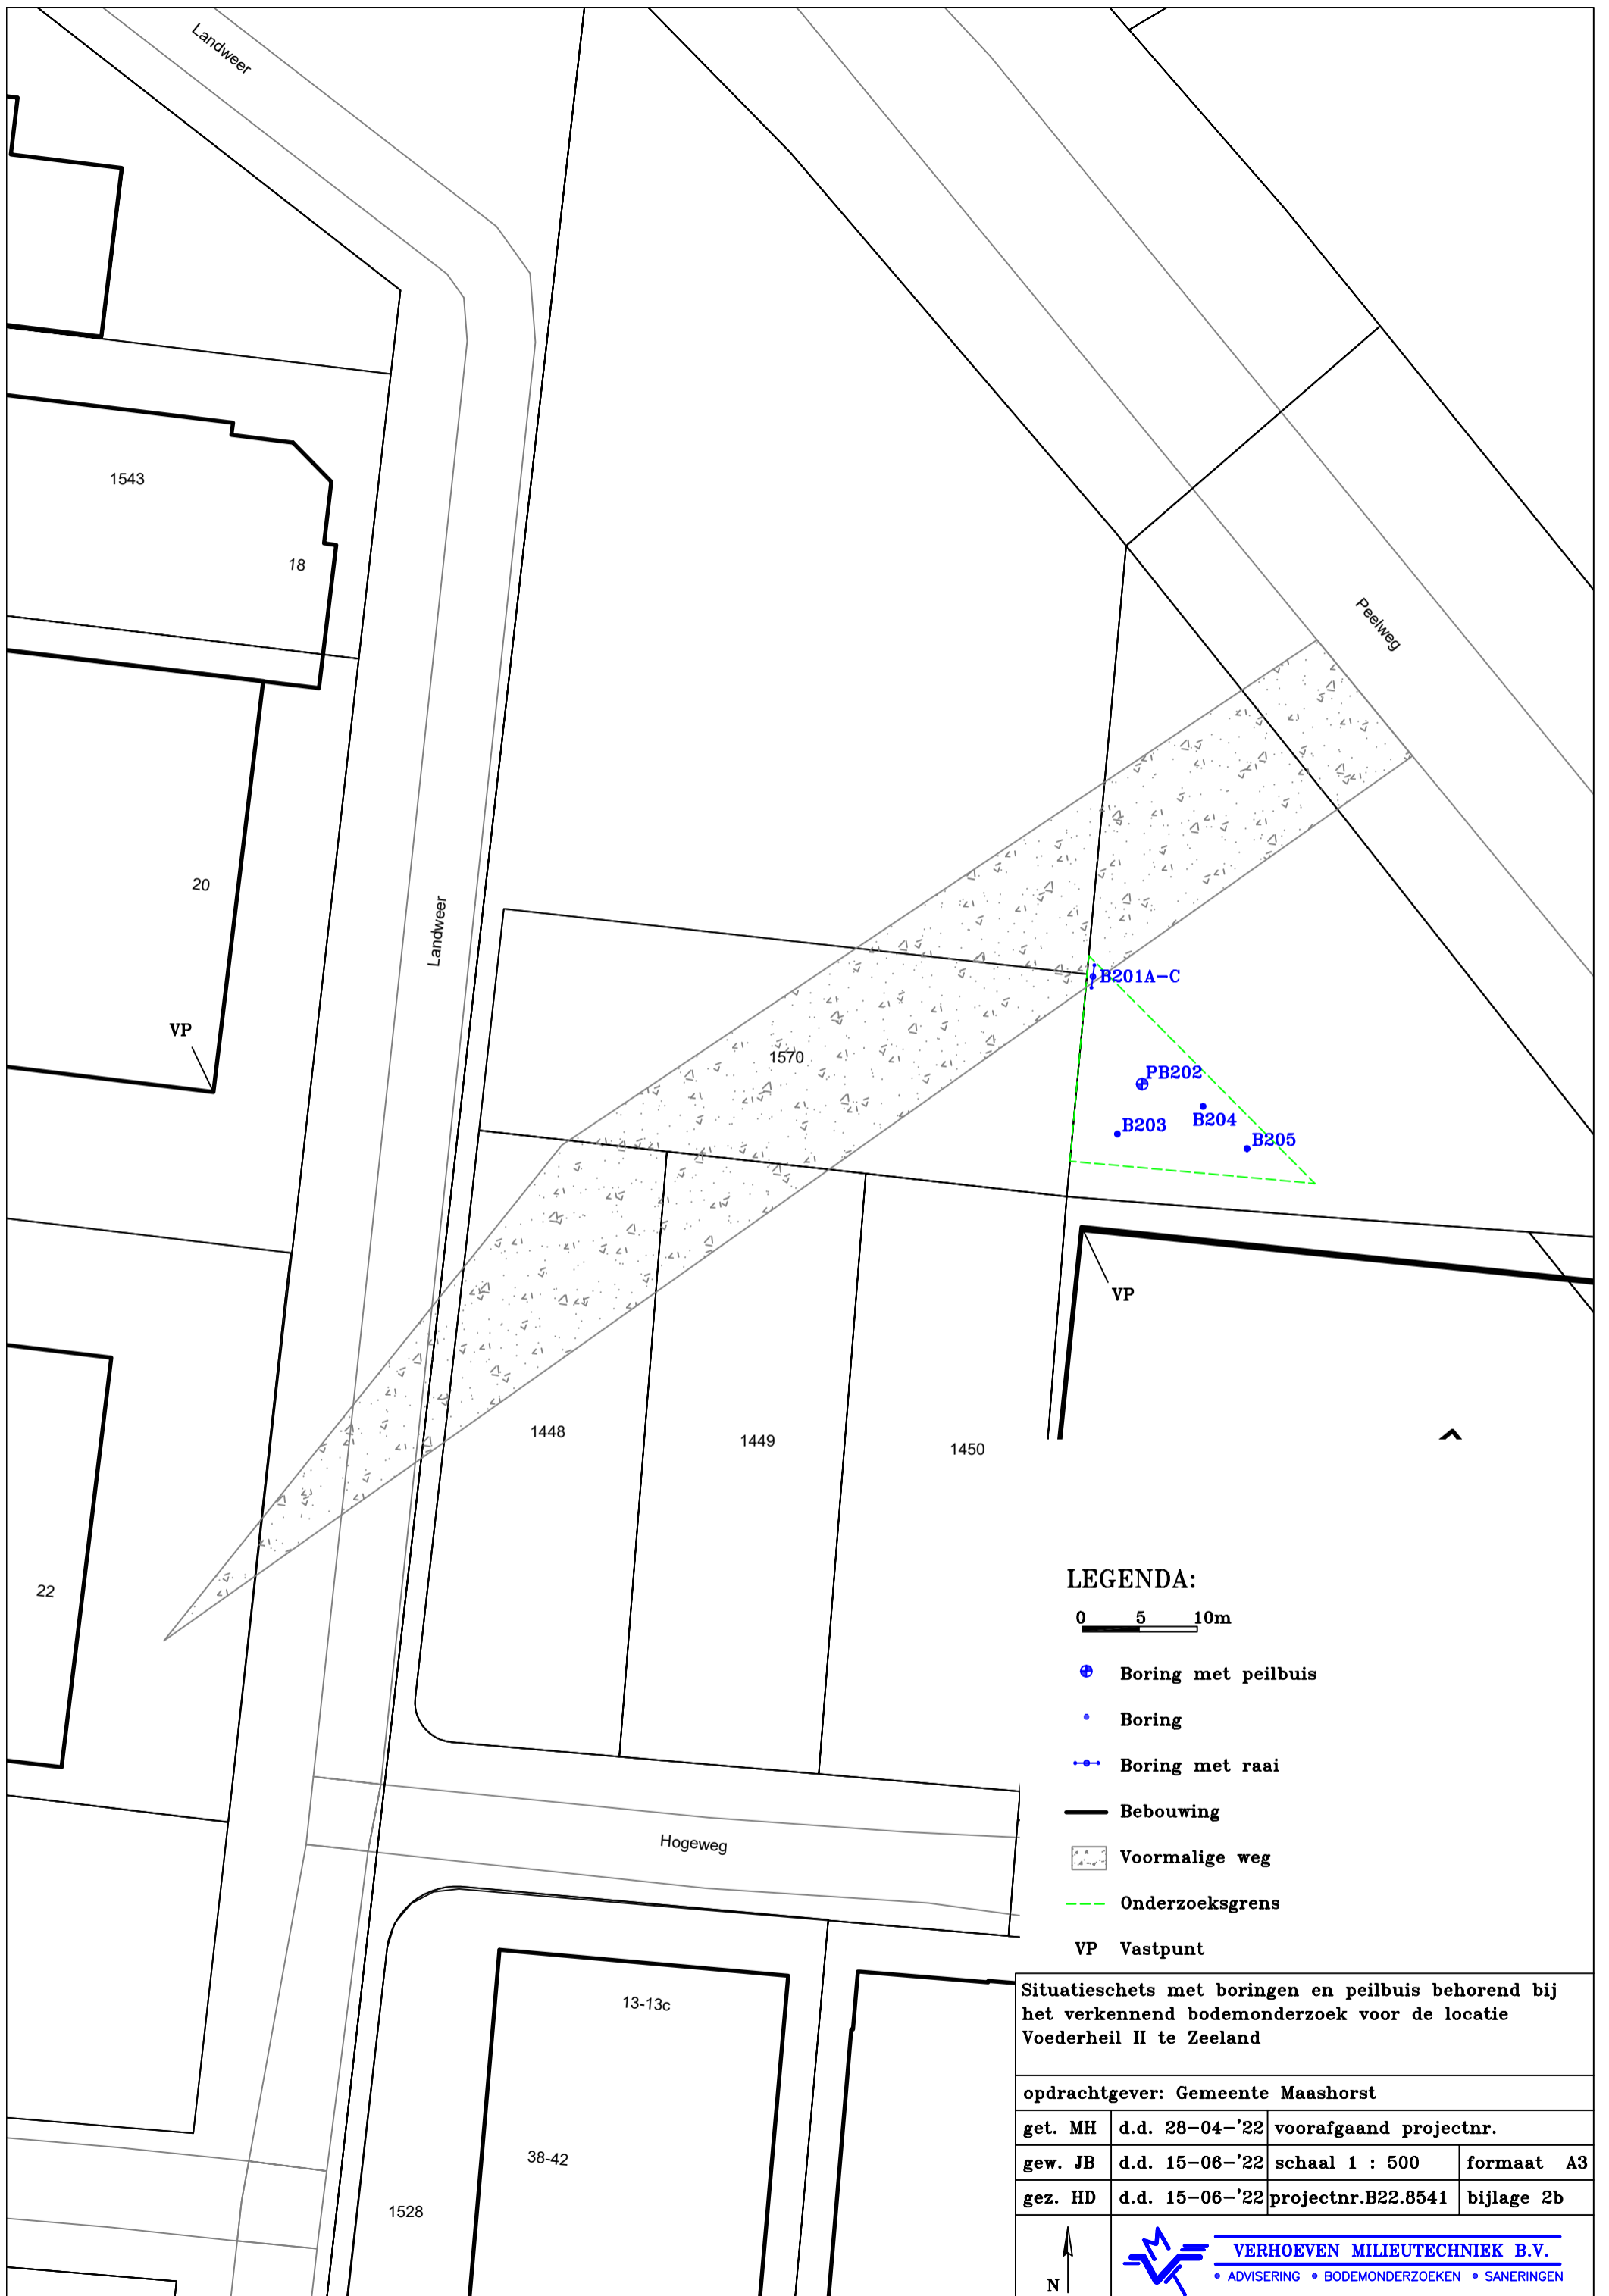 Landweer
1543
18
Peelweg
20
Landweer
VP
B201A-C
1570
PB202
B204
B203
B205
VP
1448
1449
1450
22
LEGENDA:
0 5 10m
Boring met peilbuis
Boring
Boring met raai
Bebouwing
Voormalige weg
Onderzoeksgrens
VP Vastpunt
Hogeweg
13-13c
38-42
1528
Situatieschets met boringen en peilbuis behorend bij
het verkennend bodemonderzoek voor de locatie
Voederheil II te Zeeland
opdrachtgever: Gemeente Maashorst
get. MH d.d. 28-04-'22 voorafgaand projectnr.
gew. JB d.d. 15-06-'22 schaal 1 : 500 formaat A3
gez. HD d.d. 15-06-'22 projectnr.B22.8541 bijlage 2b
N
VERHOEVEN MILIEUTECHNIEK B.V.
• ADVISERING • BODEMONDERZOEKEN • SANERINGEN